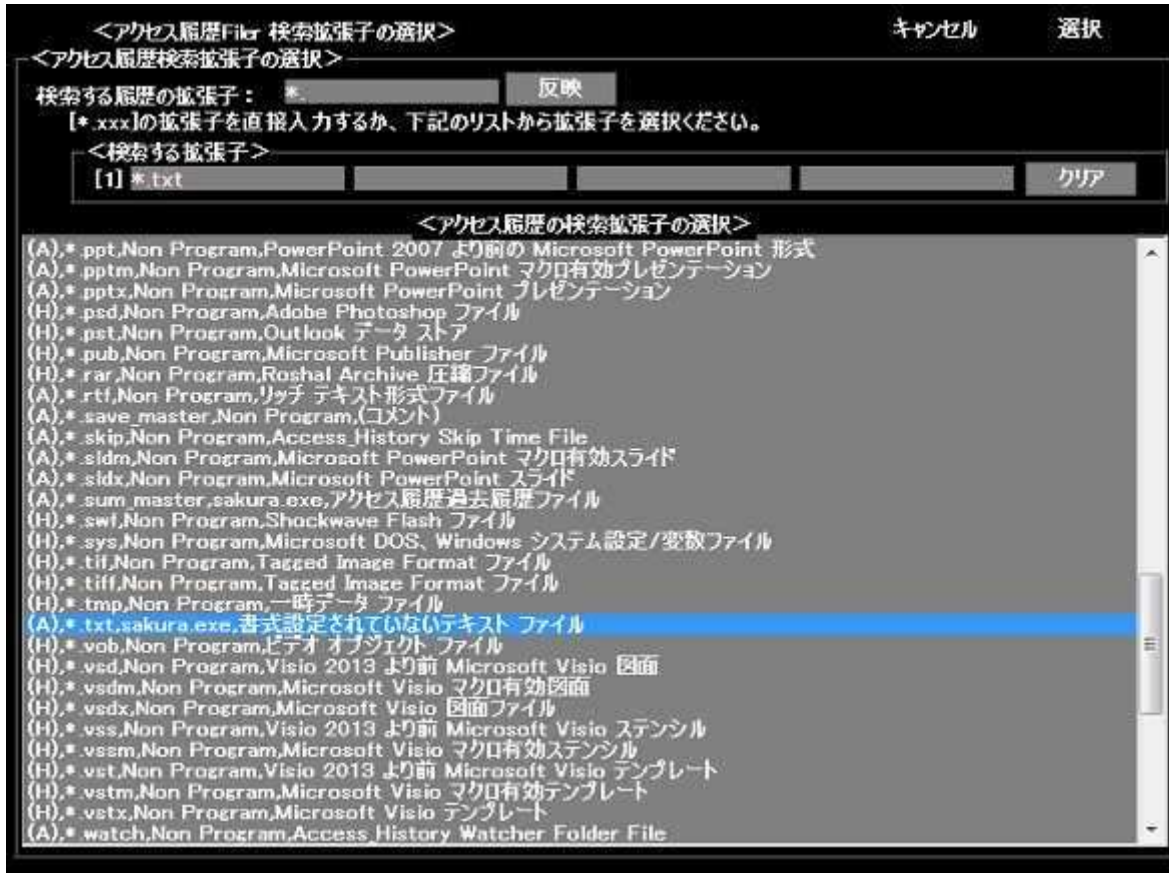 <アクセス履歴Filer 検索拡張子の選択> キャンセル 選択
<アクセス履歴検索拡張子の選択>
検索する履歴の拡張子： *. 反映
[*.xxx]の拡張子を直接入力するか、下記のリストから拡張子を選択ください。
<検索する拡張子>
[1] *.txt クリア
<アクセス履歴の検索拡張子の選択>
(A),*.ppt,Non Program,PowerPoint 2007 より前の Microsoft PowerPoint 形式
(A),*.pptm,Non Program,Microsoft PowerPoint マクロ有効プレゼンテーション
(A),*.pptx,Non Program,Microsoft PowerPoint プレゼンテーション
(H),*.psd,Non Program,Adobe Photoshop ファイル
(H),*.pst,Non Program,Outlook データ ストア
(H),*.pub,Non Program,Microsoft Publisher ファイル
(H),*.rar,Non Program,Roshal Archive 圧縮ファイル
(A),*.rtf,Non Program,リッチ テキスト形式ファイル
(A),*.save_master,Non Program,(コメント)
(A),*.skip,Non Program,Access_History Skip Time File
(A),*.sldm,Non Program,Microsoft PowerPoint マクロ有効スライド
(A),*.sldx,Non Program,Microsoft PowerPoint スライド
(A),*.sum_master,sakura.exe,アクセス履歴過去履歴ファイル
(H),*.swf,Non Program,Shockwave Flash ファイル
(H),*.sys,Non Program,Microsoft DOS、Windows システム設定/変数ファイル
(H),*.tif,Non Program,Tagged Image Format ファイル
(H),*.tiff,Non Program,Tagged Image Format ファイル
(H),*.tmp,Non Program,一時データ ファイル
(A),*.txt,sakura.exe,書式設定されていないテキスト ファイル
(H),*.vob,Non Program,ビデオ オブジェクト ファイル
(H),*.vsd,Non Program,Visio 2013 より前 Microsoft Visio 図面
(H),*.vsdm,Non Program,Microsoft Visio マクロ有効図面
(H),*.vsdx,Non Program,Microsoft Visio 図面ファイル
(H),*.vss,Non Program,Visio 2013 より前 Microsoft Visio ステンシル
(H),*.vssm,Non Program,Microsoft Visio マクロ有効ステンシル
(H),*.vst,Non Program,Visio 2013 より前 Microsoft Visio テンプレート
(H),*.vstm,Non Program,Microsoft Visio マクロ有効テンプレート
(H),*.vstx,Non Program,Microsoft Visio テンプレート
(A),*.watch,Non Program,Access_History Watcher Folder File